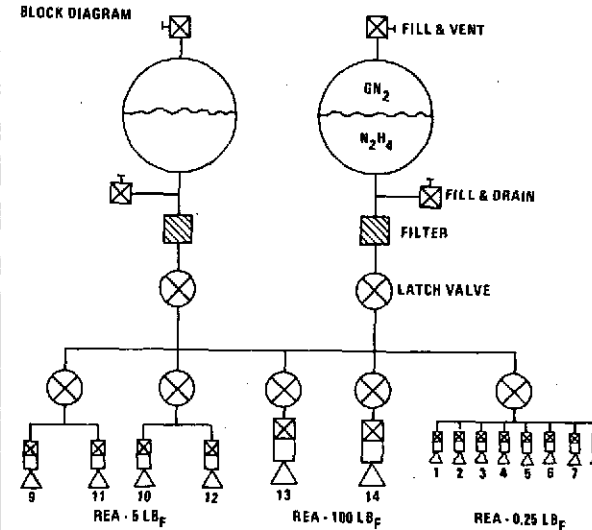 BLOCK DIAGRAM
FILL & VENT
GN2
N2H4
FILL & DRAIN
FILTER
LATCH VALVE
1 2 3 4 5 6 7
9 11 10 12 13 14
REA - 5 LBF REA - 100 LBF REA - 0.25 LBF